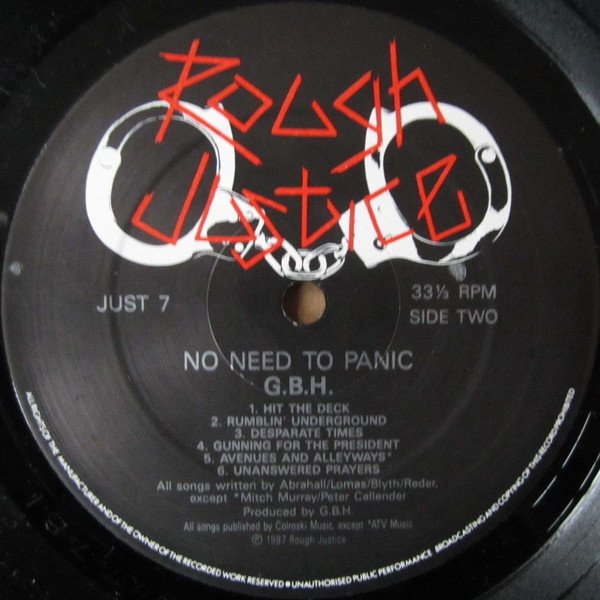 Rough
Justice
JUST 7
33⅓ RPM
SIDE TWO
NO NEED TO PANIC
G.B.H.
1. HIT THE DECK
2. RUMBLIN' UNDERGROUND
3. DESPARATE TIMES
4. GUNNING FOR THE PRESIDENT
5. AVENUES AND ALLEYWAYS*
6. UNANSWERED PRAYERS
All songs written by Abrahall/Lomas/Blyth/Reder,
except *Mitch Murray/Peter Callender
Produced by G.B.H.
All songs published by Colroski Music, except *ATV Music
℗ 1987 Rough Justice
ALL RIGHTS OF THE MANUFACTURER AND OF THE OWNER OF THE RECORDED WORK RESERVED ● UNAUTHORISED PUBLIC PERFORMANCE BROADCASTING AND COPYING OF THIS RECORD PROHIBITED